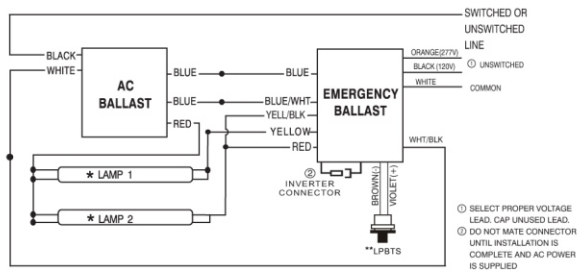 SWITCHED OR
UNSWITCHED
LINE
BLACK
WHITE
AC
BALLAST
BLUE
BLUE
RED
BLUE
BLUE/WHT
YELL/BLK
YELLOW
RED
EMERGENCY
BALLAST
ORANGE(277V)
BLACK (120V)
① UNSWITCHED
WHITE
COMMON
WHT/BLK
* LAMP 1
* LAMP 2
②
INVERTER
CONNECTOR
BROWN(-)
VIOLET(+)
**LPBTS
① SELECT PROPER VOLTAGE
LEAD. CAP UNUSED LEAD.
② DO NOT MATE CONNECTOR
UNTIL INSTALLATION IS
COMPLETE AND AC POWER
IS SUPPLIED